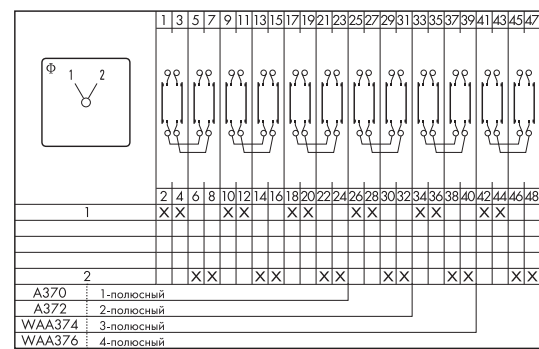 1 3 5 7 9 11 13 15 17 19 21 23 25 27 29 31 33 35 37 39 41 43 45 47
Ф 1 2
2 4 6 8 10 12 14 16 18 20 22 24 26 28 30 32 34 36 38 40 42 44 46 48
1 X X X X X X X X X X X X
2 X X X X X X X X X X X X
A370 1-полюсный
A372 2-полюсный
WAA374 3-полюсный
WAA376 4-полюсный